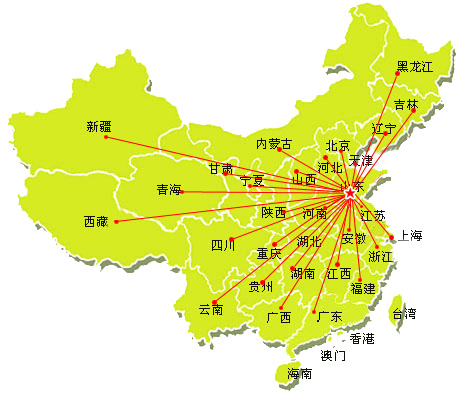 黑龙江
吉林
辽宁
新疆
内蒙古
北京
天津
河北
甘肃
宁夏
山西
山东
青海
西藏
陕西
河南
江苏
四川
重庆
湖北
安徽
上海
浙江
湖南
江西
贵州
福建
云南
广西
广东
台湾
香港
澳门
海南